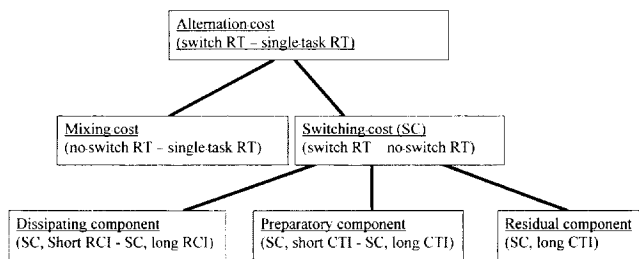 Alternation cost
(switch RT – single-task RT)
Mixing cost
(no-switch RT – single-task RT)
Switching cost (SC)
(switch RT no-switch RT)
Dissipating component
(SC, Short RCI - SC, long RCI)
Preparatory component
(SC, short CTI - SC, long CTI)
Residual component
(SC, long CTI)